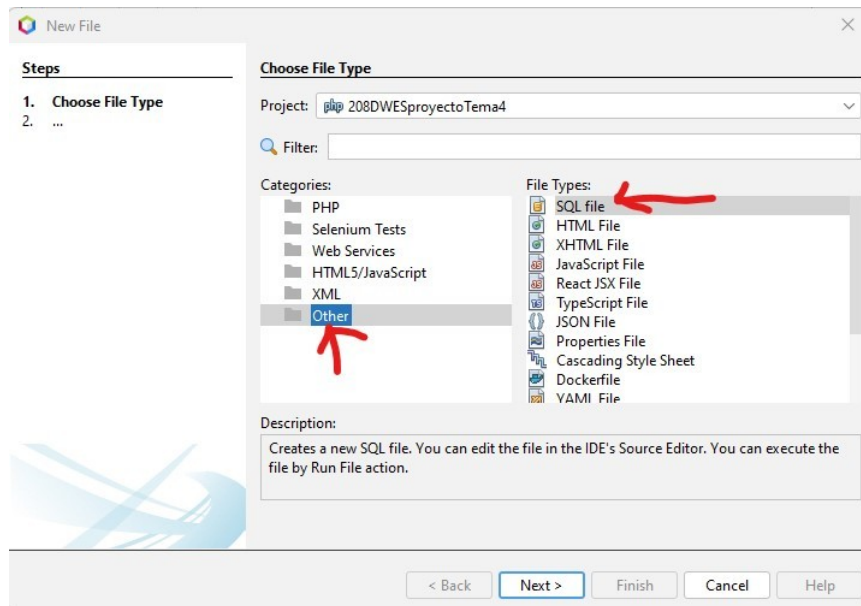 New File
Steps
1. Choose File Type
2. ...
Choose File Type
Project: php 208DWESproyectoTema4
Filter:
Categories:
PHP
Selenium Tests
Web Services
HTML5/JavaScript
XML
Other
File Types:
SQL file
HTML File
XHTML File
JavaScript File
React JSX File
TypeScript File
JSON File
Properties File
Cascading Style Sheet
Dockerfile
YAML File
Description:
Creates a new SQL file. You can edit the file in the IDE's Source Editor. You can execute the
file by Run File action.
< Back
Next >
Finish
Cancel
Help